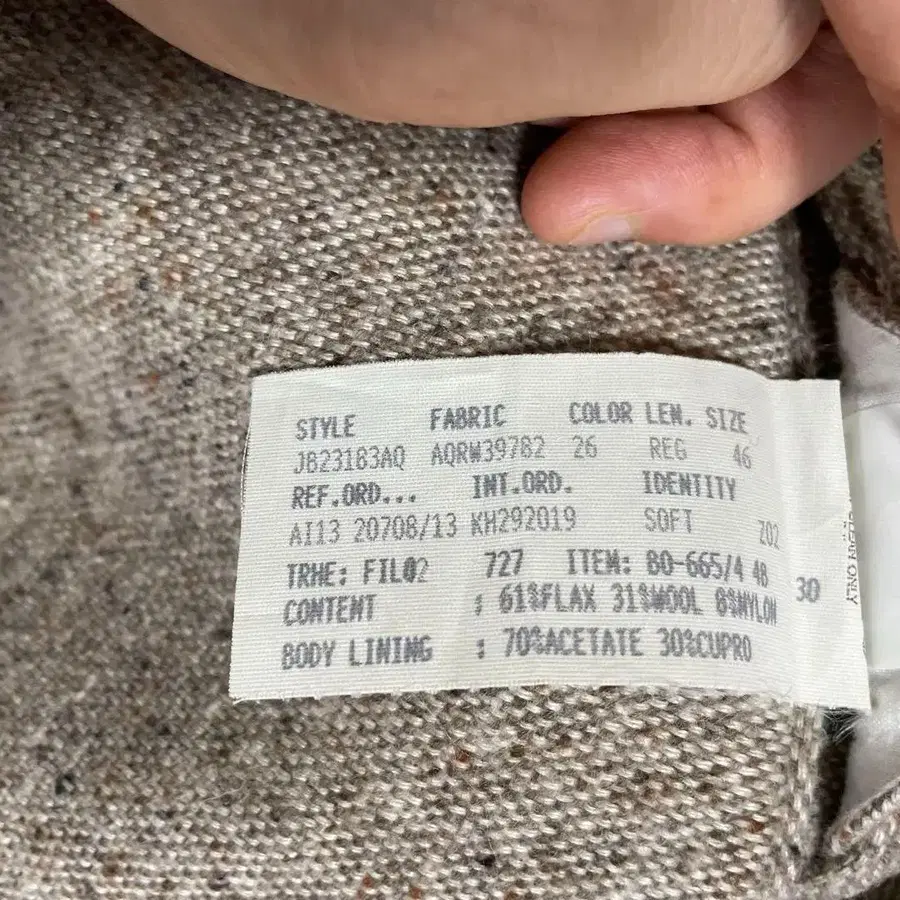 STYLE FABRIC COLOR LEN. SIZE
JB23183AQ AQRW39782 26 REG 46
REF.ORD... INT.ORD. IDENTITY
AI13 20708/13 KH292019 SOFT Z02
TRHE: FIL02 727 ITEM: BO-665/4 48
CONTENT : 61%FLAX 31%WOOL 8%NYLON
BODY LINING : 70%ACETATE 30%CUPRO
30
ONLY